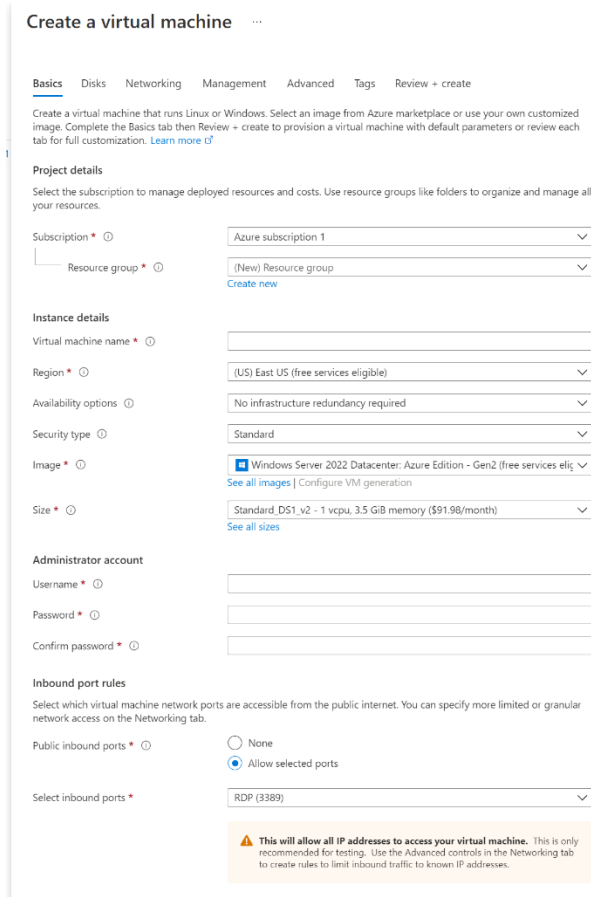 Create a virtual machine ...
Basics Disks Networking Management Advanced Tags Review + create
Create a virtual machine that runs Linux or Windows. Select an image from Azure marketplace or use your own customized
image. Complete the Basics tab then Review + create to provision a virtual machine with default parameters or review each
tab for full customization. Learn more
1
Project details
Select the subscription to manage deployed resources and costs. Use resource groups like folders to organize and manage all
your resources.
Subscription *
Azure subscription 1
Resource group *
(New) Resource group
Create new
Instance details
Virtual machine name *
Region *
(US) East US (free services eligible)
Availability options
No infrastructure redundancy required
Security type
Standard
Image *
Windows Server 2022 Datacenter: Azure Edition - Gen2 (free services elig
See all images | Configure VM generation
Size *
Standard_DS1_v2 - 1 vcpu, 3.5 GiB memory ($91.98/month)
See all sizes
Administrator account
Username *
Password *
Confirm password *
Inbound port rules
Select which virtual machine network ports are accessible from the public internet. You can specify more limited or granular
network access on the Networking tab.
Public inbound ports *
None
Allow selected ports
Select inbound ports *
RDP (3389)
This will allow all IP addresses to access your virtual machine. This is only
recommended for testing. Use the Advanced controls in the Networking tab
to create rules to limit inbound traffic to known IP addresses.